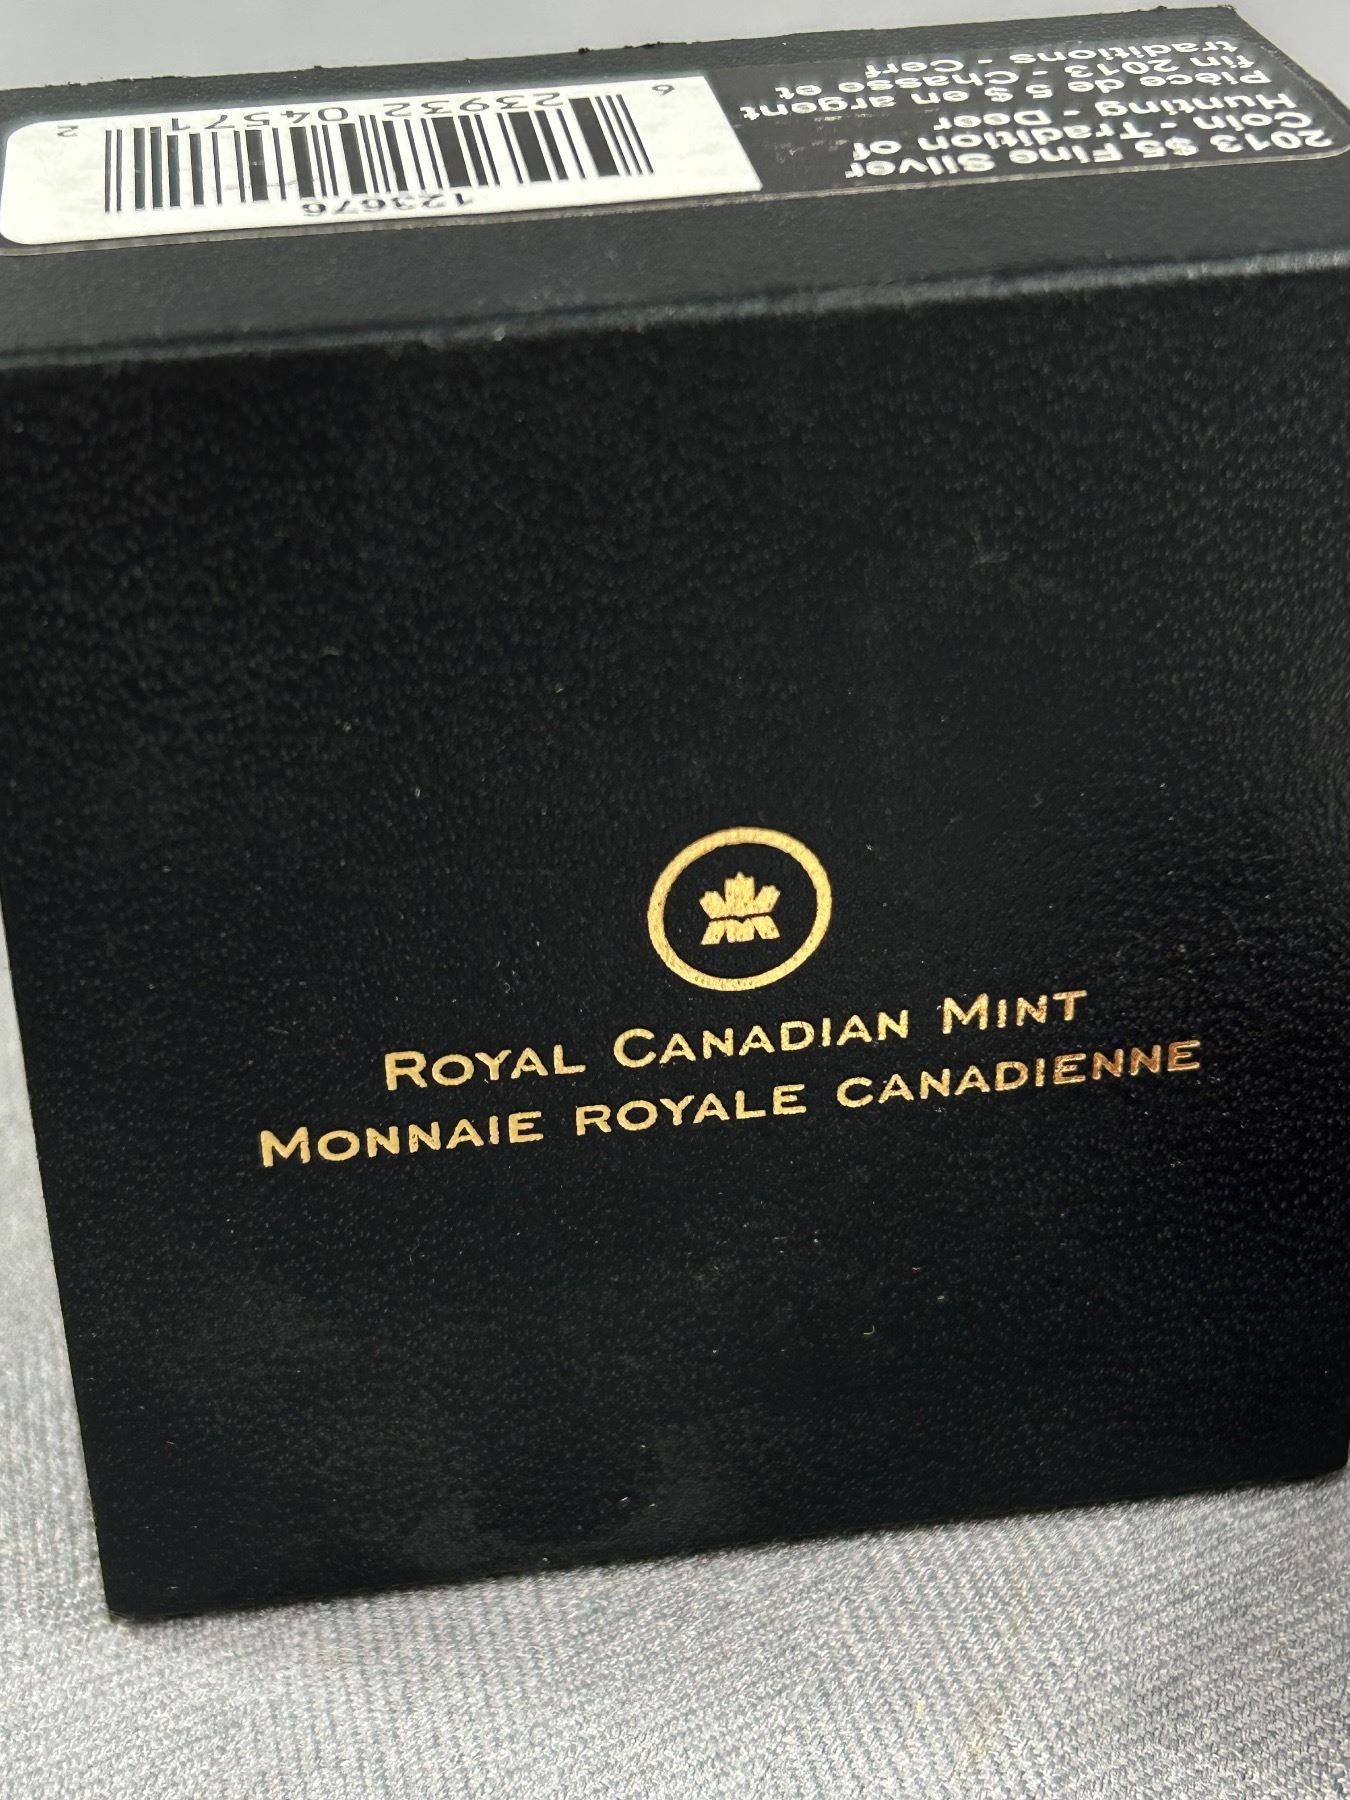 2013 $5 Fine Silver
Coin - Tradition of
Hunting - Deer
Pièce de 5 $ en argent
fin 2013 - Chasse et
traditions - Cerf
123676
6 23932 04571 2
ROYAL CANADIAN MINT
MONNAIE ROYALE CANADIENNE